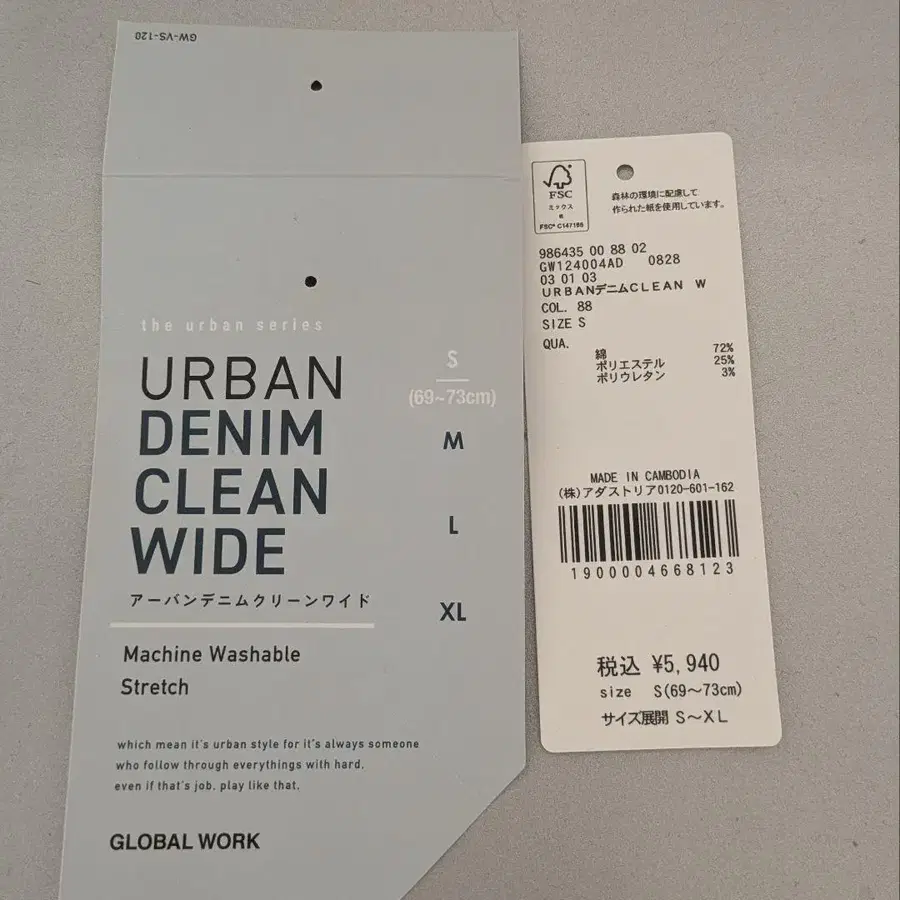 GW-VS-120
the urban series
URBAN
DENIM
CLEAN
WIDE
アーバンデニムクリーンワイド
Machine Washable
Stretch
which mean it's urban style for it's always someone
who follow through everythings with hard.
even if that's job, play like that.
GLOBAL WORK
S
(69~73cm)
M
L
XL
FSC
ミックス
紙
FSC® C147186
森林の環境に配慮して
作られた紙を使用しています。
986435 00 88 02
GW124004AD 0828
03 01 03
URBANデニムCLEAN W
COL. 88
SIZE S
QUA.
綿 72%
ポリエステル 25%
ポリウレタン 3%
MADE IN CAMBODIA
(株)アダストリア0120-601-162
1900004668123
税込 ¥5,940
size S(69～73cm)
サイズ展開 S～XL